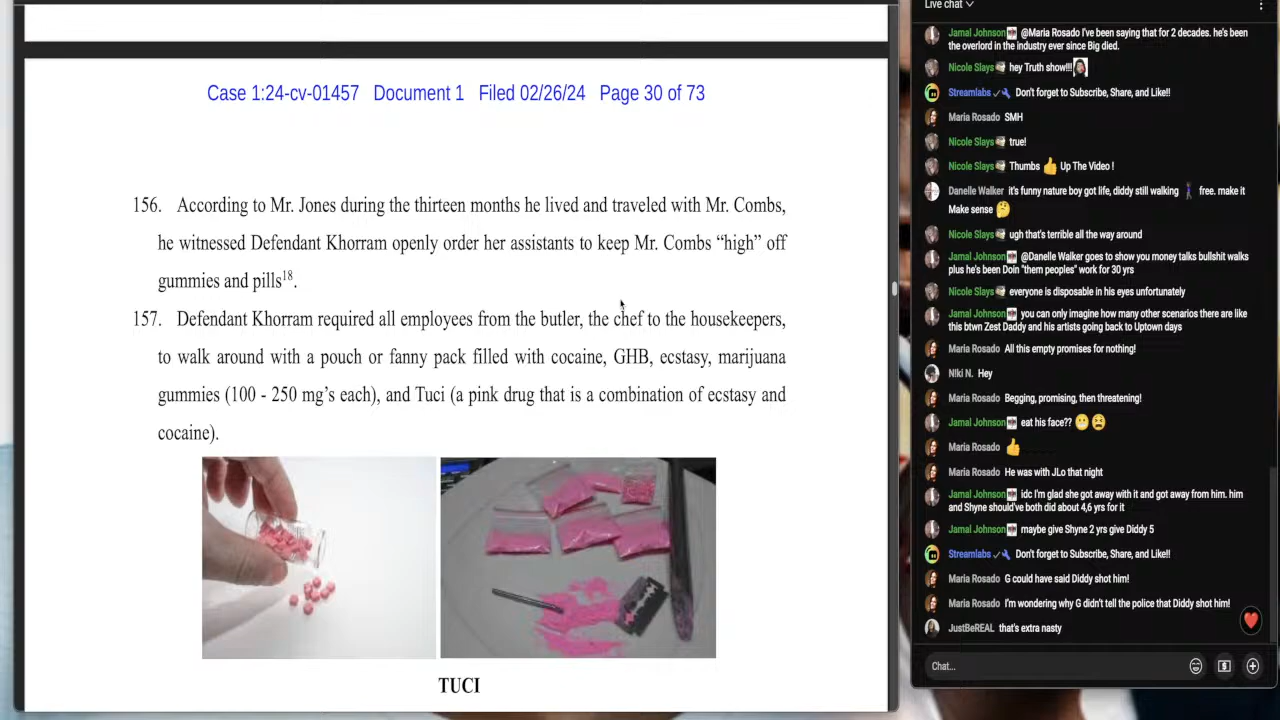 Case 1:24-cv-01457 Document 1 Filed 02/26/24 Page 30 of 73
156. According to Mr. Jones during the thirteen months he lived and traveled with Mr. Combs,
he witnessed Defendant Khorram openly order her assistants to keep Mr. Combs “high” off
gummies and pills18.
157. Defendant Khorram required all employees from the butler, the chef to the housekeepers,
to walk around with a pouch or fanny pack filled with cocaine, GHB, ecstasy, marijuana
gummies (100 - 250 mg’s each), and Tuci (a pink drug that is a combination of ecstasy and
cocaine).
TUCI
Live chat
Jamal Johnson @Maria Rosado I've been saying that for 2 decades. he's been
the overlord in the industry ever since Big died.
Nicole Slays hey Truth show!!!
Streamlabs Don't forget to Subscribe, Share, and Like!!
Maria Rosado SMH
Nicole Slays true!
Nicole Slays Thumbs 👍 Up The Video !
Danelle Walker it's funny nature boy got life, diddy still walking 🚶 free. make it
Make sense 🤔
Nicole Slays ugh that's terrible all the way around
Jamal Johnson @Danelle Walker goes to show you money talks bullshit walks
plus he's been Doin "them peoples" work for 30 yrs
Nicole Slays everyone is disposable in his eyes unfortunately
Jamal Johnson you can only imagine how many other scenarios there are like
this btwn Zest Daddy and his artists going back to Uptown days
Maria Rosado All this empty promises for nothing!
N!ki N. Hey
Maria Rosado Begging, promising, then threatening!
Jamal Johnson eat his face?? 😬 😫
Maria Rosado 👍
Maria Rosado He was with JLo that night
Jamal Johnson idc I'm glad she got away with it and got away from him. him
and Shyne should've both did about 4,6 yrs for it
Jamal Johnson maybe give Shyne 2 yrs give Diddy 5
Streamlabs Don't forget to Subscribe, Share, and Like!!
Maria Rosado G could have said Diddy shot him!
Maria Rosado I'm wondering why G didn't tell the police that Diddy shot him!
JustBeREAL that's extra nasty
Chat...